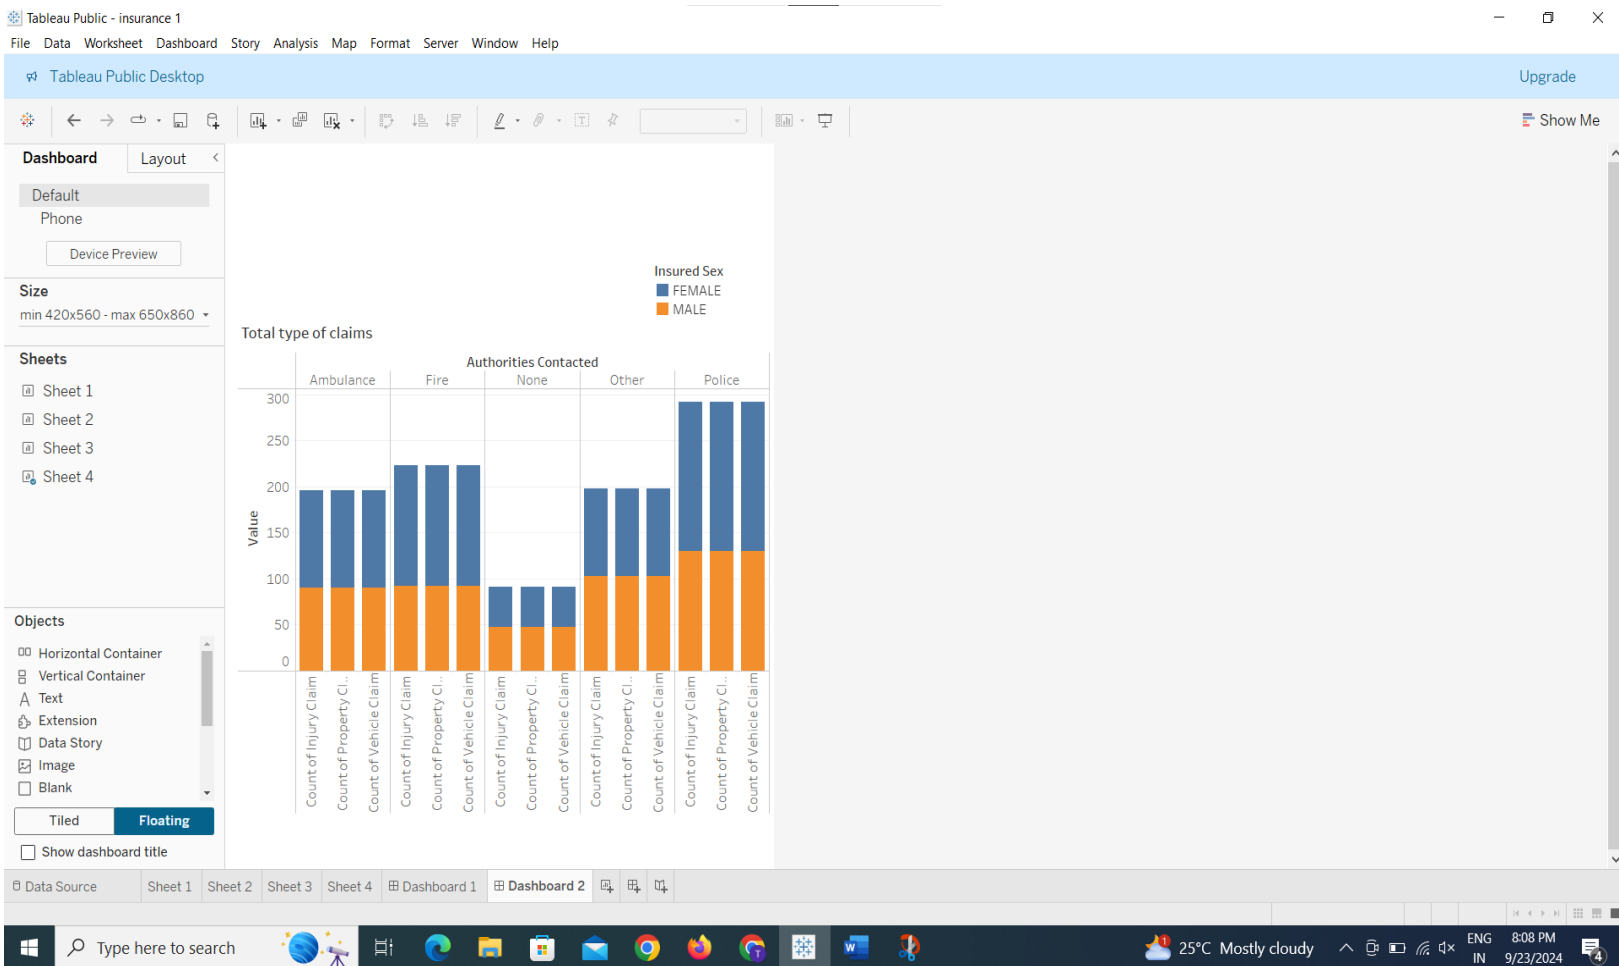 Tableau Public - insurance 1
File Data Worksheet Dashboard Story Analysis Map Format Server Window Help
Tableau Public Desktop Upgrade
Show Me
Dashboard Layout
Default
Phone
Device Preview
Size
min 420x560 - max 650x860
Sheets
Sheet 1
Sheet 2
Sheet 3
Sheet 4
Objects
Horizontal Container
Vertical Container
Text
Extension
Data Story
Image
Blank
Tiled Floating
Show dashboard title
Insured Sex
FEMALE
MALE
Total type of claims
Authorities Contacted
Ambulance Fire None Other Police
300
250
200
150
100
50
0
Value
Count of Injury Claim
Count of Property Cl..
Count of Vehicle Claim
Count of Injury Claim
Count of Property Cl..
Count of Vehicle Claim
Count of Injury Claim
Count of Property Cl..
Count of Vehicle Claim
Count of Injury Claim
Count of Property Cl..
Count of Vehicle Claim
Count of Injury Claim
Count of Property Cl..
Count of Vehicle Claim
Data Source Sheet 1 Sheet 2 Sheet 3 Sheet 4 Dashboard 1 Dashboard 2
Type here to search
1
25°C Mostly cloudy
ENG
IN
8:08 PM
9/23/2024
4